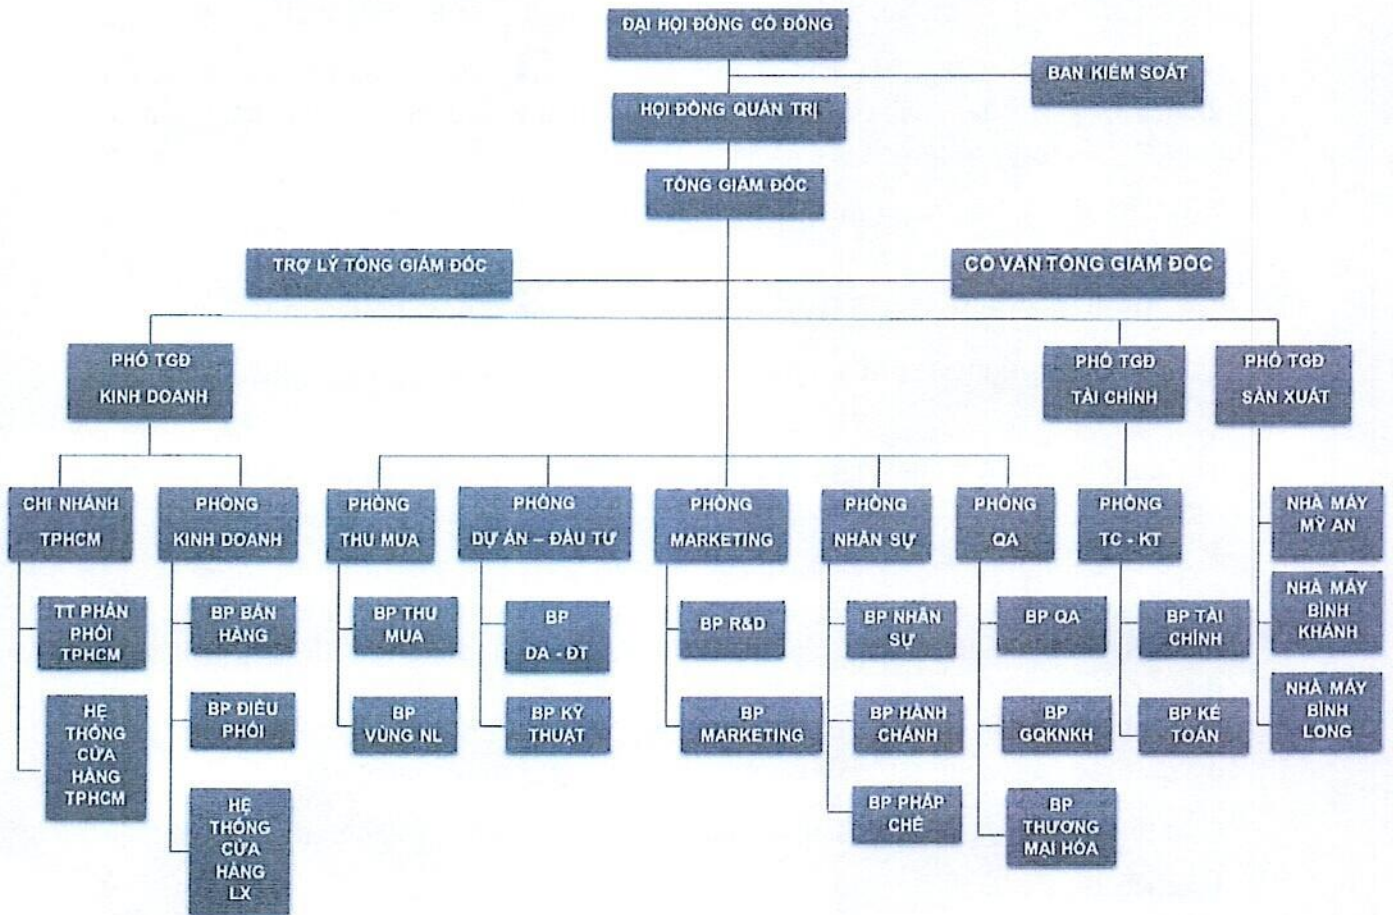 ĐẠI HỘI ĐỒNG CỔ ĐÔNG
BAN KIỂM SOÁT
HỘI ĐỒNG QUẢN TRỊ
TỔNG GIÁM ĐỐC
TRỢ LÝ TỔNG GIÁM ĐỐC
CỐ VẤN TỔNG GIÁM ĐỐC
PHÓ TGĐ
KINH DOANH
PHÓ TGĐ
TÀI CHÍNH
PHÓ TGĐ
SẢN XUẤT
CHI NHÁNH
TPHCM
PHÒNG
KINH DOANH
PHÒNG
THU MUA
PHÒNG
DỰ ÁN – ĐẦU TƯ
PHÒNG
MARKETING
PHÒNG
NHÂN SỰ
PHÒNG
QA
PHÒNG
TC - KT
NHÀ MÁY
MỸ AN
TT PHÂN
PHỐI
TPHCM
BP BÁN
HÀNG
BP THU
MUA
BP
DA - ĐT
BP R&D
BP NHÂN
SỰ
BP QA
BP TÀI
CHÍNH
NHÀ MÁY
BÌNH
KHÁNH
HỆ
THỐNG
CỬA
HÀNG
TPHCM
BP ĐIỀU
PHỐI
BP
VÙNG NL
BP KỸ
THUẬT
BP
MARKETING
BP HÀNH
CHÁNH
BP
GQKNKH
BP KẾ
TOÁN
NHÀ MÁY
BÌNH
LONG
HỆ
THỐNG
CỬA
HÀNG
LX
BP PHÁP
CHẾ
BP
THƯƠNG
MẠI HÓA